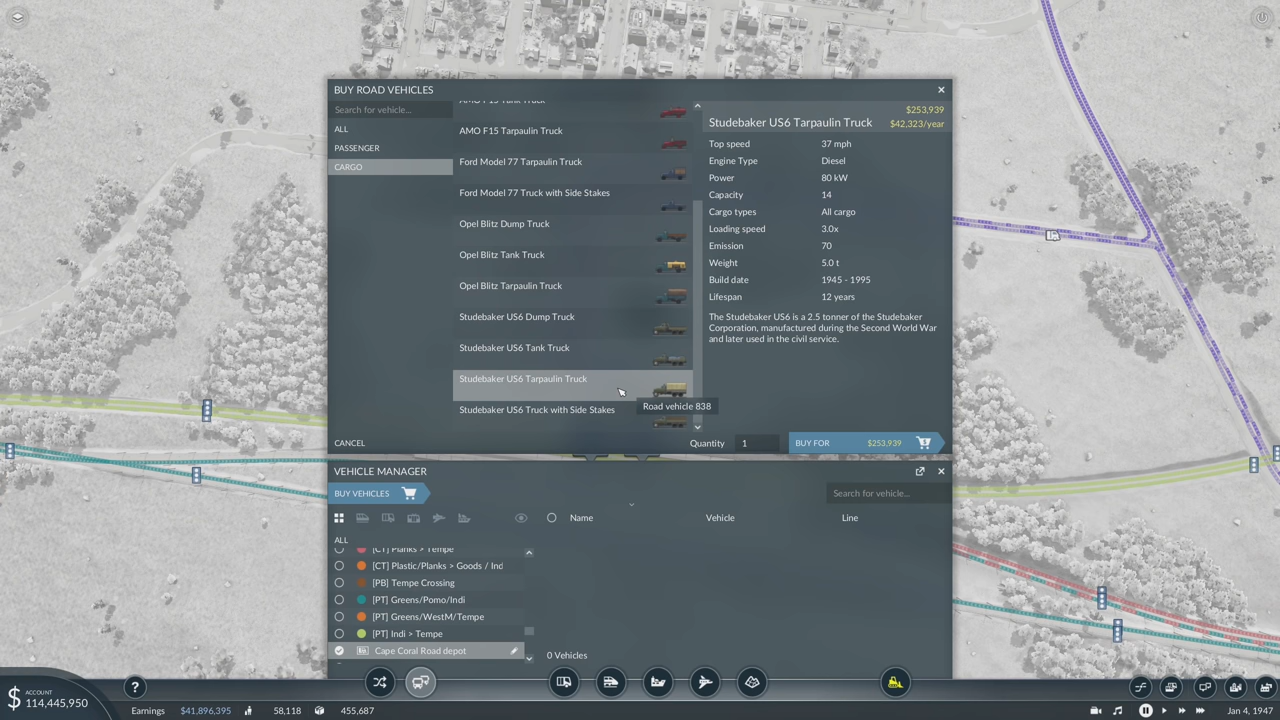 BUY ROAD VEHICLES
Search for vehicle...
ALL
PASSENGER
CARGO
AMO F15 Tank Truck
AMO F15 Tarpaulin Truck
Ford Model 77 Tarpaulin Truck
Ford Model 77 Truck with Side Stakes
Opel Blitz Dump Truck
Opel Blitz Tank Truck
Opel Blitz Tarpaulin Truck
Studebaker US6 Dump Truck
Studebaker US6 Tank Truck
Studebaker US6 Tarpaulin Truck
Studebaker US6 Truck with Side Stakes
Road vehicle 838
$253,939
Studebaker US6 Tarpaulin Truck
$42,323/year
Top speed 37 mph
Engine Type Diesel
Power 80 kW
Capacity 14
Cargo types All cargo
Loading speed 3.0x
Emission 70
Weight 5.0 t
Build date 1945 - 1995
Lifespan 12 years
The Studebaker US6 is a 2.5 tonner of the Studebaker
Corporation, manufactured during the Second World War
and later used in the civil service.
CANCEL
Quantity 1
BUY FOR $253,939
VEHICLE MANAGER
BUY VEHICLES
Search for vehicle...
Name Vehicle Line
ALL
[CT] Planks > Tempe
[CT] Plastic/Planks > Goods / Ind
[PB] Tempe Crossing
[PT] Greens/Pomo/Indi
[PT] Greens/WestM/Tempe
[PT] Indi > Tempe
Cape Coral Road depot
0 Vehicles
$ ACCOUNT
114,445,950
?
Earnings $41,896,395 58,118 455,687
Jan 4, 1947